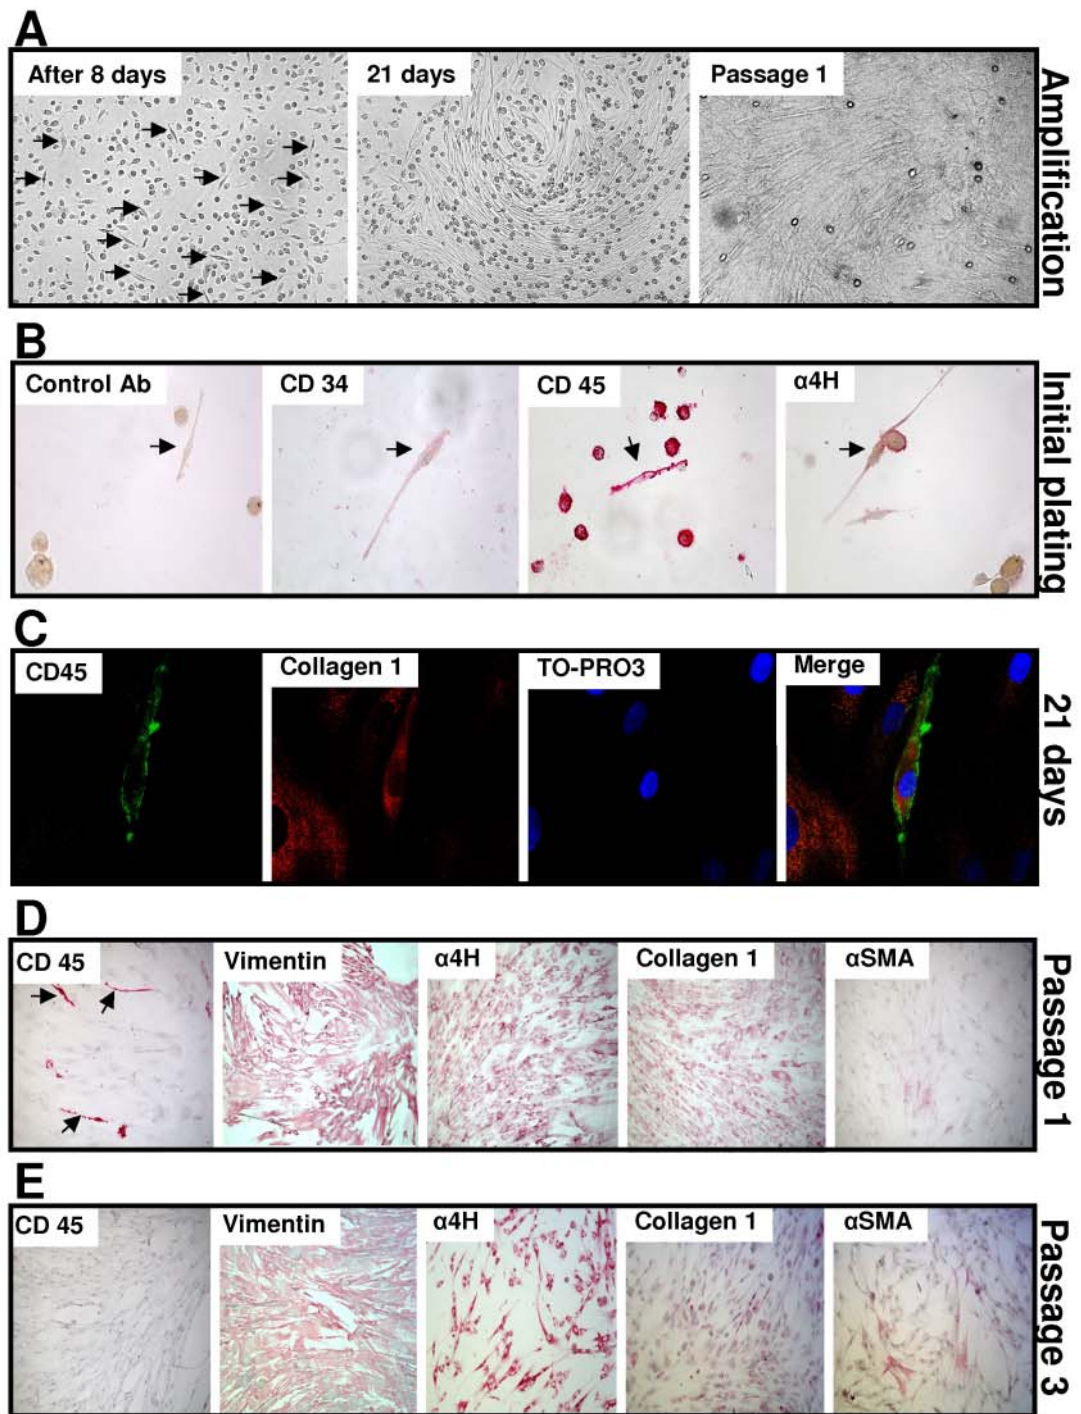 A
After 8 days
21 days
Passage 1
Amplification
B
Control Ab
CD 34
CD 45
α4H
Initial plating
C
CD45
Collagen 1
TO-PRO3
Merge
21 days
D
CD 45
Vimentin
α4H
Collagen 1
αSMA
Passage 1
E
CD 45
Vimentin
α4H
Collagen 1
αSMA
Passage 3